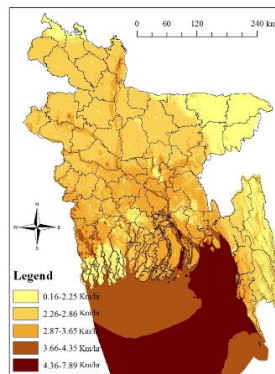 0 60 120 240 km
N
W E
S
Legend
0.16-2.25 Km/hr
2.26-2.86 Km/hr
2.87-3.65 Km/hr
3.66-4.35 Km/hr
4.36-7.89 Km/hr